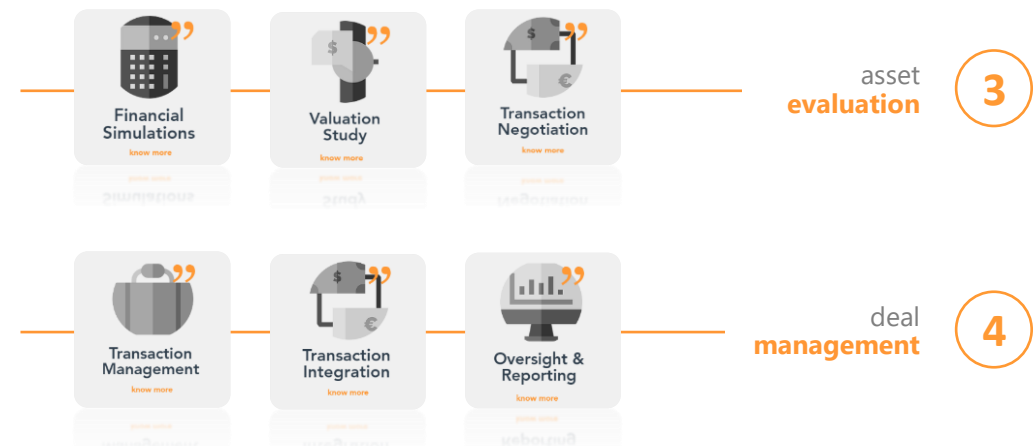 Financial
Simulations
know more
Valuation
Study
know more
Transaction
Negotiation
know more
asset
evaluation
3
Transaction
Management
know more
Transaction
Integration
know more
Oversight &
Reporting
know more
deal
management
4